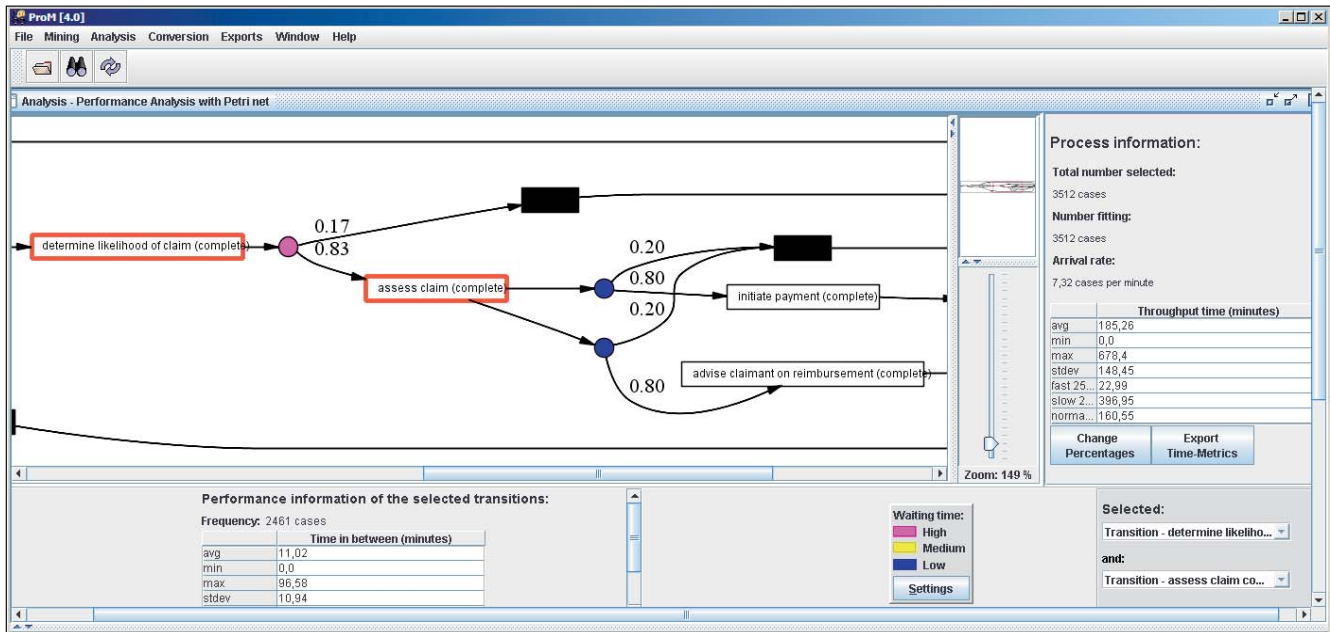 ProM [4.0]
File Mining Analysis Conversion Exports Window Help
Analysis - Performance Analysis with Petri net
determine likelihood of claim (complete)
0.17
0.83
assess claim (complete)
0.20
0.80
0.20
0.80
initiate payment (complete)
advise claimant on reimbursement (complete)
Zoom: 149 %
Process information:
Total number selected:
3512 cases
Number fitting:
3512 cases
Arrival rate:
7,32 cases per minute
Throughput time (minutes)
avg 185,26
min 0,0
max 678,4
stdev 148,45
fast 25... 22,99
slow 2... 396,95
norma... 160,55
Change Percentages
Export Time-Metrics
Performance information of the selected transitions:
Frequency: 2461 cases
Time in between (minutes)
avg 11,02
min 0,0
max 96,58
stdev 10,94
Waiting time:
High
Medium
Low
Settings
Selected:
Transition - determine likeliho...
and:
Transition - assess claim co...